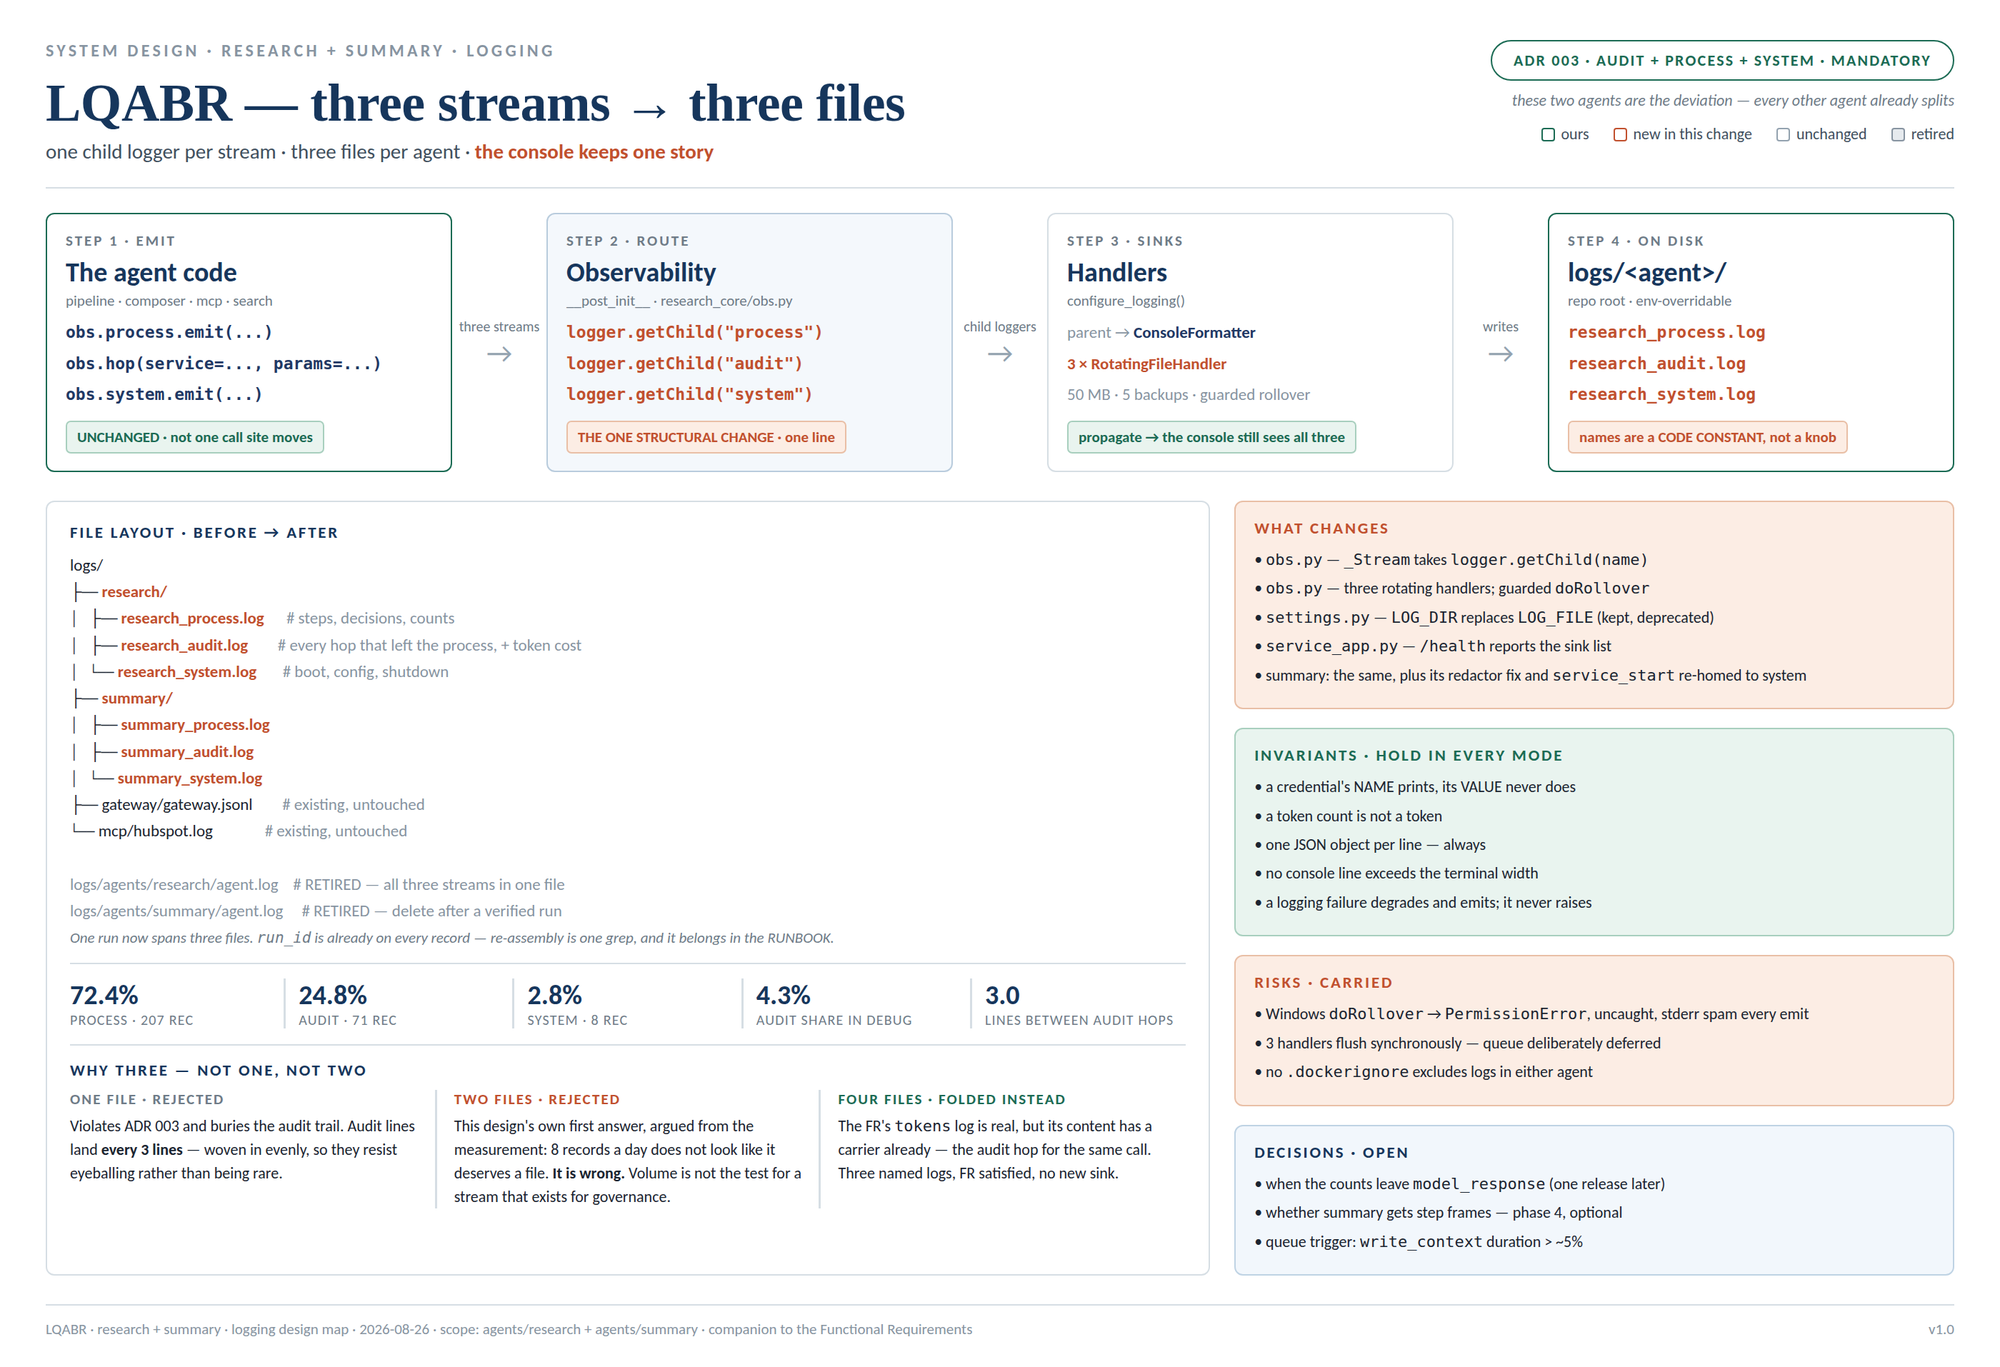 SYSTEM DESIGN · RESEARCH + SUMMARY · LOGGING
LQABR — three streams → three files
one child logger per stream · three files per agent · the console keeps one story
ADR 003 · AUDIT + PROCESS + SYSTEM · MANDATORY
these two agents are the deviation — every other agent already splits
ours
new in this change
unchanged
retired
STEP 1 · EMIT
The agent code
pipeline · composer · mcp · search
obs.process.emit(...)
obs.hop(service=..., params=...)
obs.system.emit(...)
UNCHANGED · not one call site moves
three streams
→
STEP 2 · ROUTE
Observability
__post_init__ · research_core/obs.py
logger.getChild("process")
logger.getChild("audit")
logger.getChild("system")
THE ONE STRUCTURAL CHANGE · one line
child loggers
→
STEP 3 · SINKS
Handlers
configure_logging()
parent → ConsoleFormatter
3 × RotatingFileHandler
50 MB · 5 backups · guarded rollover
propagate → the console still sees all three
writes
→
STEP 4 · ON DISK
logs/<agent>/
repo root · env-overridable
research_process.log
research_audit.log
research_system.log
names are a CODE CONSTANT, not a knob
FILE LAYOUT · BEFORE → AFTER
logs/
├── research/
│ ├── research_process.log # steps, decisions, counts
│ ├── research_audit.log # every hop that left the process, + token cost
│ └── research_system.log # boot, config, shutdown
├── summary/
│ ├── summary_process.log
│ ├── summary_audit.log
│ └── summary_system.log
├── gateway/gateway.jsonl # existing, untouched
└── mcp/hubspot.log # existing, untouched
logs/agents/research/agent.log # RETIRED — all three streams in one file
logs/agents/summary/agent.log # RETIRED — delete after a verified run
One run now spans three files. run_id is already on every record — re-assembly is one grep, and it belongs in the RUNBOOK.
72.4%
PROCESS · 207 REC
24.8%
AUDIT · 71 REC
2.8%
SYSTEM · 8 REC
4.3%
AUDIT SHARE IN DEBUG
3.0
LINES BETWEEN AUDIT HOPS
WHY THREE — NOT ONE, NOT TWO
ONE FILE · REJECTED
Violates ADR 003 and buries the audit trail. Audit lines
land every 3 lines — woven in evenly, so they resist
eyeballing rather than being rare.
TWO FILES · REJECTED
This design's own first answer, argued from the
measurement: 8 records a day does not look like it
deserves a file. It is wrong. Volume is not the test for a
stream that exists for governance.
FOUR FILES · FOLDED INSTEAD
The FR's tokens log is real, but its content has a
carrier already — the audit hop for the same call.
Three named logs, FR satisfied, no new sink.
WHAT CHANGES
• obs.py — _Stream takes logger.getChild(name)
• obs.py — three rotating handlers; guarded doRollover
• settings.py — LOG_DIR replaces LOG_FILE (kept, deprecated)
• service_app.py — /health reports the sink list
• summary: the same, plus its redactor fix and service_start re-homed to system
INVARIANTS · HOLD IN EVERY MODE
• a credential's NAME prints, its VALUE never does
• a token count is not a token
• one JSON object per line — always
• no console line exceeds the terminal width
• a logging failure degrades and emits; it never raises
RISKS · CARRIED
• Windows doRollover → PermissionError, uncaught, stderr spam every emit
• 3 handlers flush synchronously — queue deliberately deferred
• no .dockerignore excludes logs in either agent
DECISIONS · OPEN
• when the counts leave model_response (one release later)
• whether summary gets step frames — phase 4, optional
• queue trigger: write_context duration > ~5%
LQABR · research + summary · logging design map · 2026-08-26 · scope: agents/research + agents/summary · companion to the Functional Requirements
v1.0